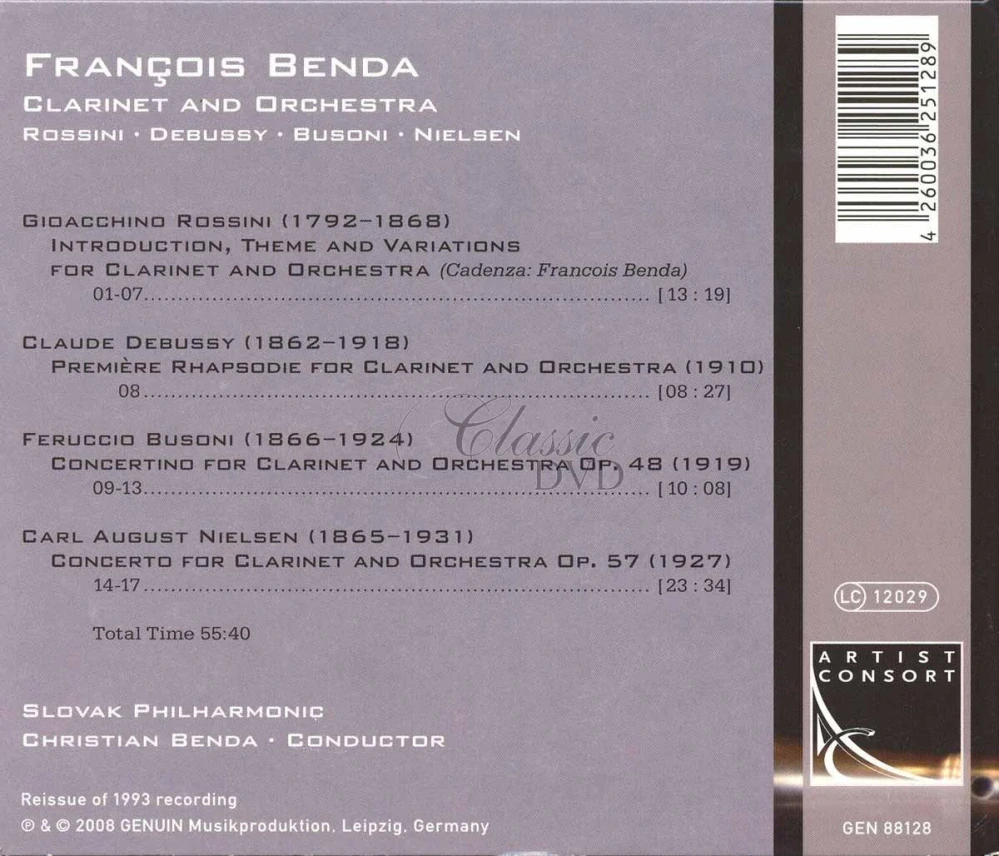 FRANÇOIS BENDA
CLARINET AND ORCHESTRA
ROSSINI · DEBUSSY · BUSONI · NIELSEN
GIOACCHINO ROSSINI (1792–1868)
INTRODUCTION, THEME AND VARIATIONS
FOR CLARINET AND ORCHESTRA (Cadenza: Francois Benda)
01-07 [13 : 19]
CLAUDE DEBUSSY (1862–1918)
PREMIÈRE RHAPSODIE FOR CLARINET AND ORCHESTRA (1910)
08 [08 : 27]
FERUCCIO BUSONI (1866–1924)
CONCERTINO FOR CLARINET AND ORCHESTRA OP. 48 (1919)
09-13 [10 : 08]
CARL AUGUST NIELSEN (1865–1931)
CONCERTO FOR CLARINET AND ORCHESTRA OP. 57 (1927)
14-17 [23 : 34]
Total Time 55:40
SLOVAK PHILHARMONIC
CHRISTIAN BENDA · CONDUCTOR
Reissue of 1993 recording
℗ & © 2008 GENUIN Musikproduktion, Leipzig, Germany
Classic
DVD
4 260036 251289
LC 12029
ARTIST
CONSORT
AC
GEN 88128